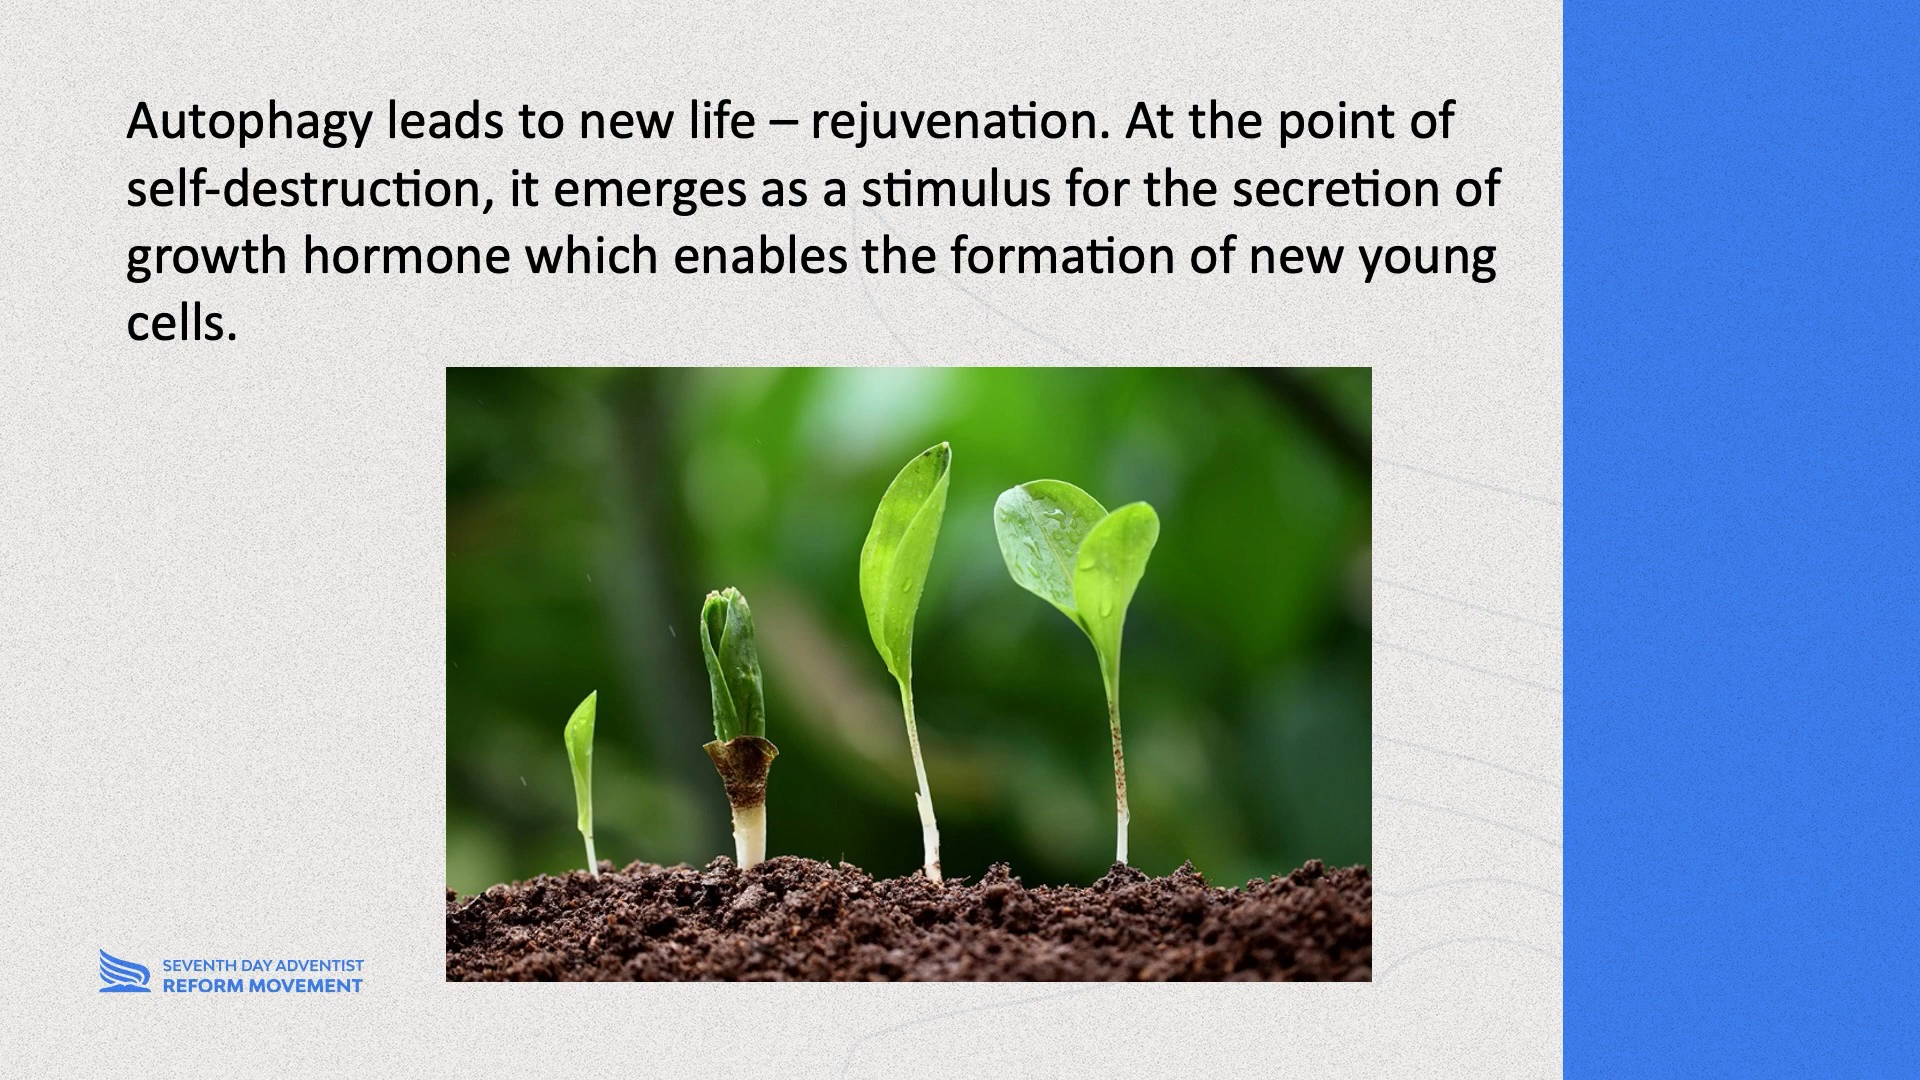 Autophagy leads to new life – rejuvenation. At the point of
self-destruction, it emerges as a stimulus for the secretion of
growth hormone which enables the formation of new young
cells.
SEVENTH DAY ADVENTIST
REFORM MOVEMENT